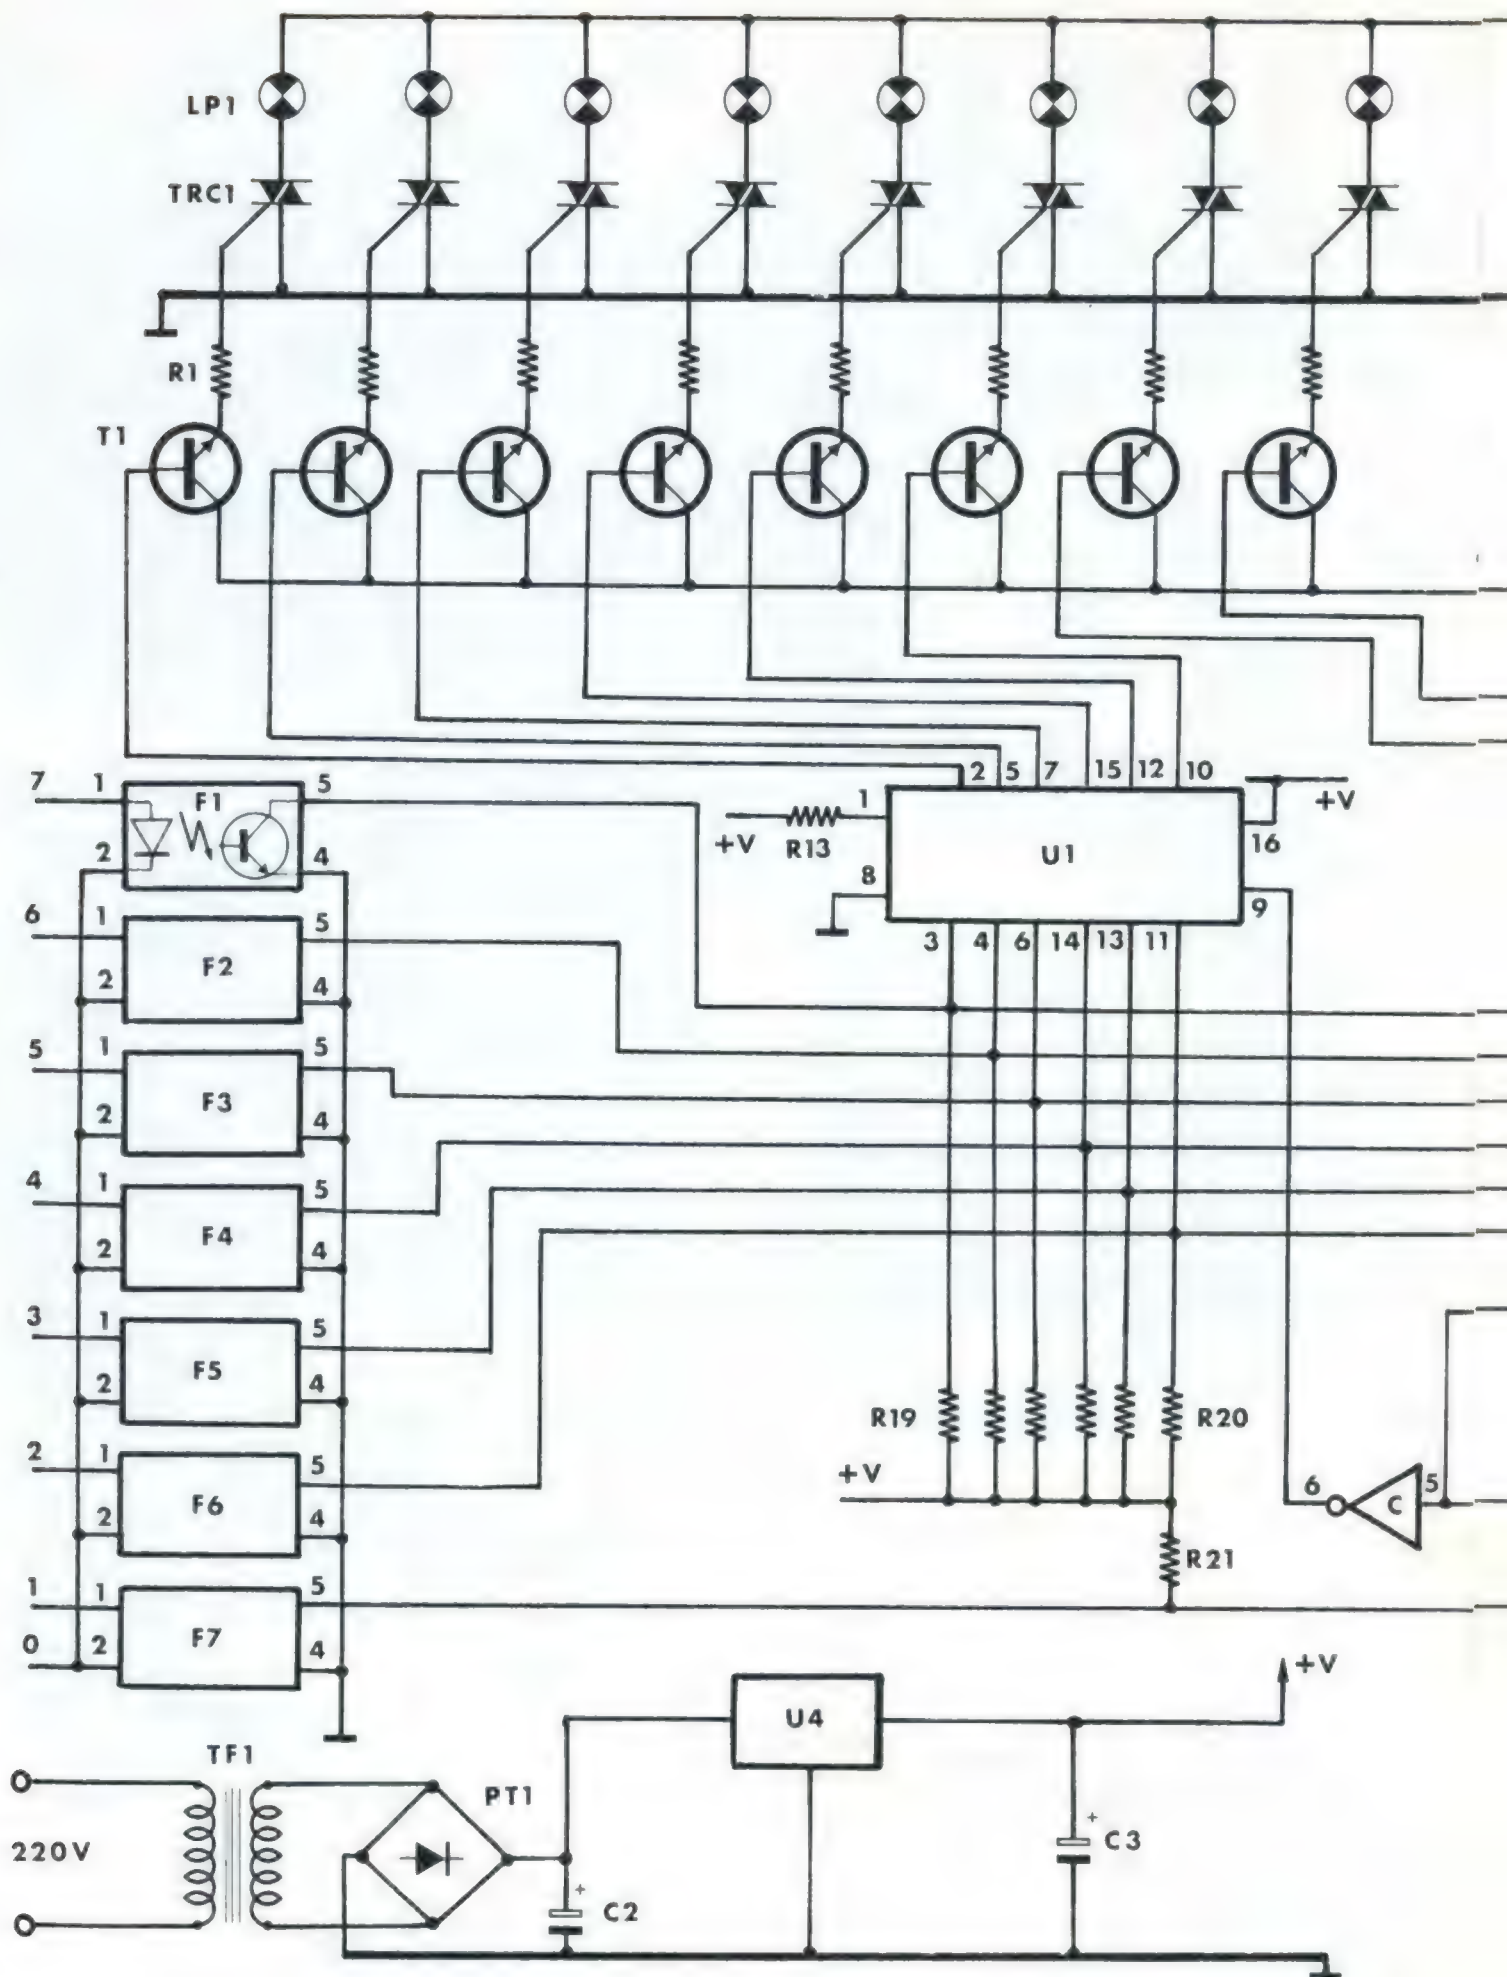 LP1
TRC1
R1
T1
7 1 F1 5
2 4
6 1 5
F2
2 4
5 1 5
F3
2 4
4 1 5
F4
2 4
3 1 5
F5
2 4
2 1 5
F6
2 4
1 1 5
F7
0 2 4
2 5 7 15 12 10
1 +V
+V R13 U1 16
8 9
3 4 6 14 13 11
R19 R20
+V 6 C 5
R21
+V
U4
TF1
PT1
220V
+ C3
+ C2